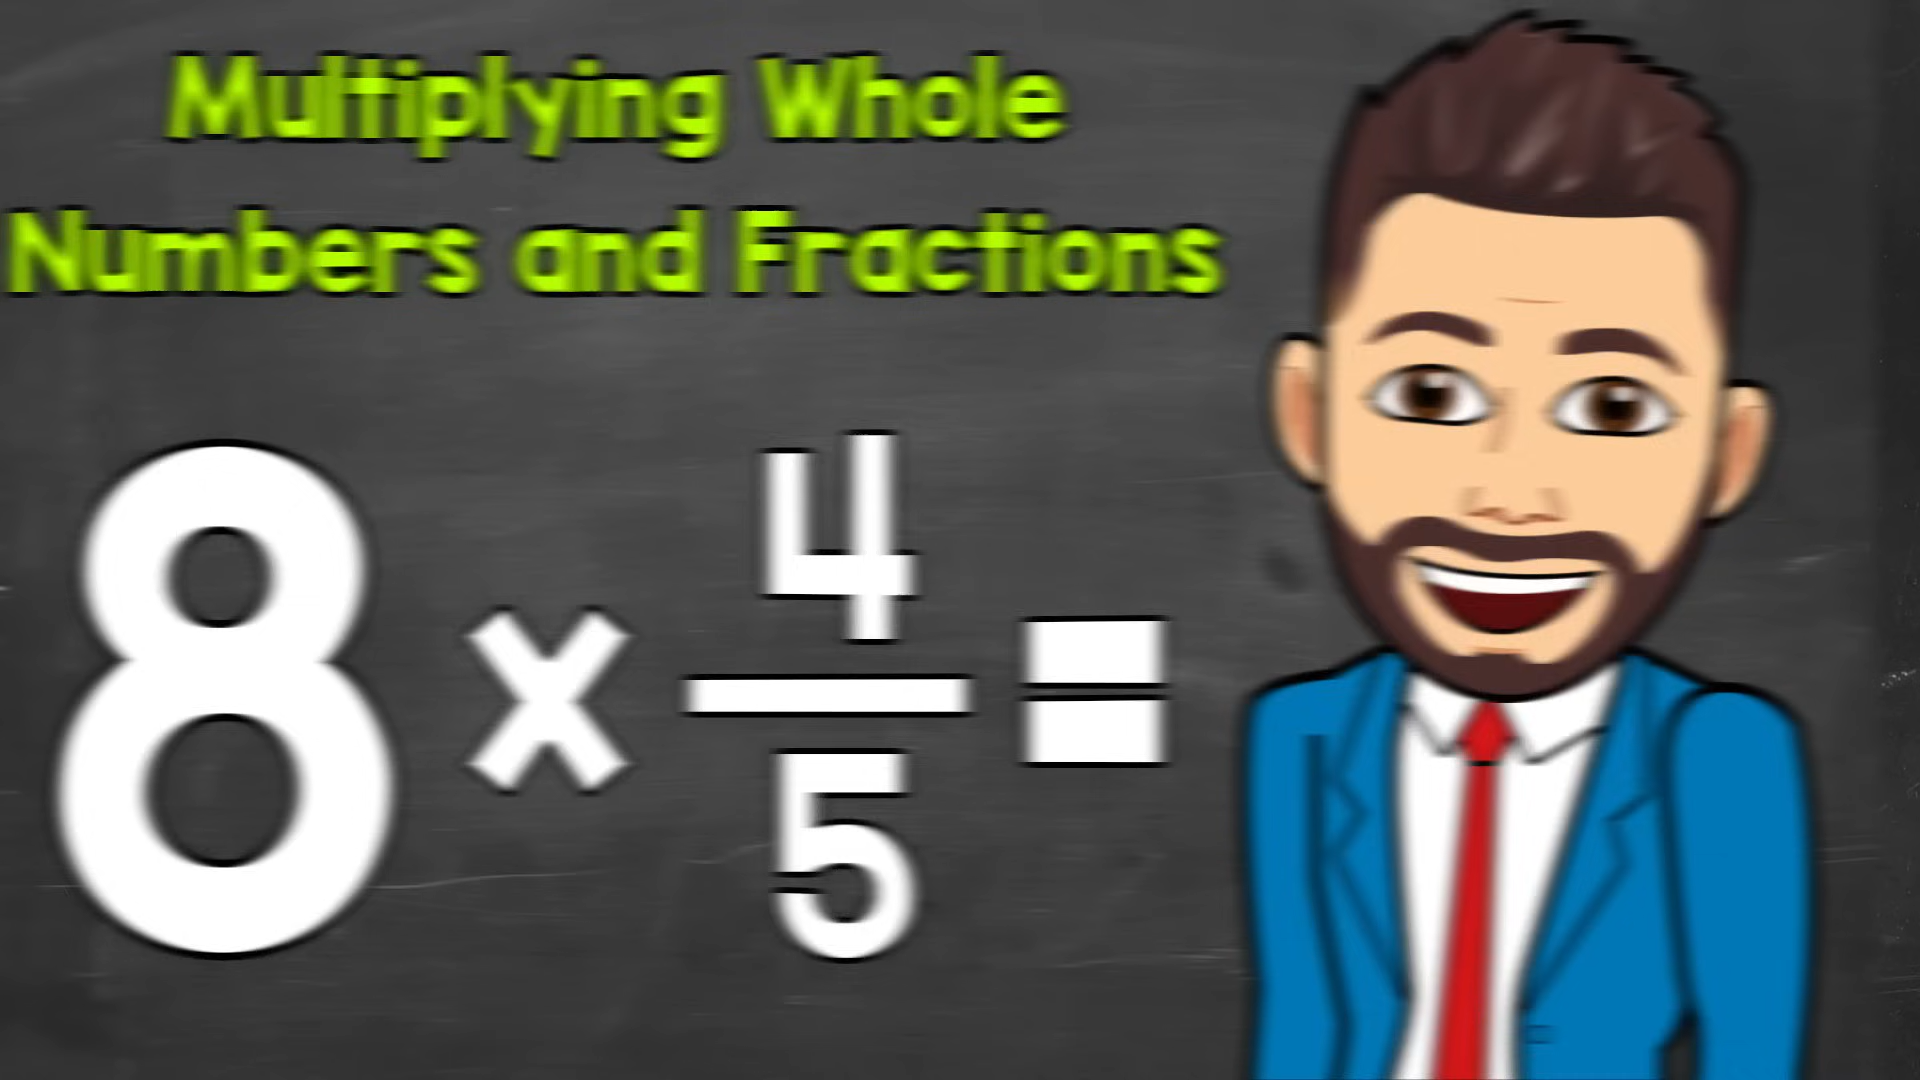 Multiplying Whole
Numbers and Fractions
8 × 4/5 =